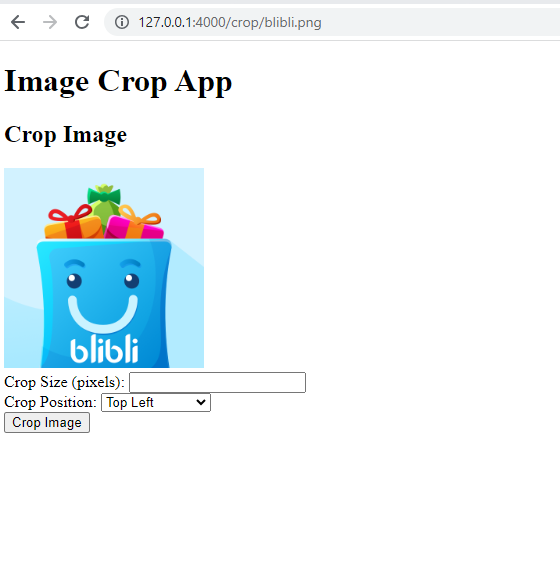 127.0.0.1:4000/crop/blibli.png
Image Crop App
Crop Image
blibli
Crop Size (pixels):
Crop Position: Top Left
Crop Image